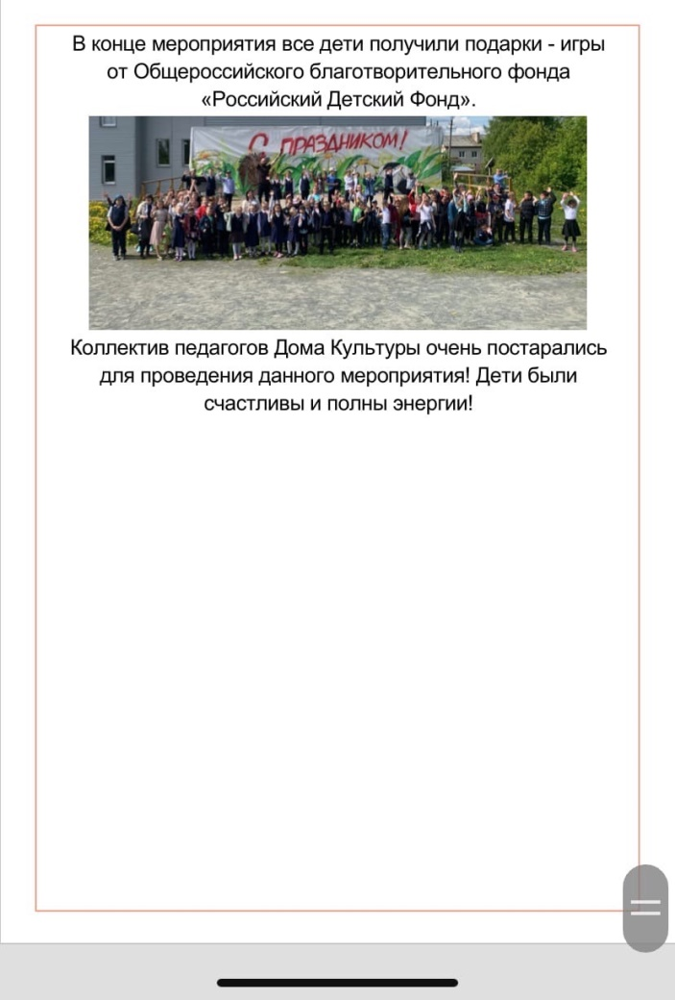 В конце мероприятия все дети получили подарки - игры
от Общероссийского благотворительного фонда
«Российский Детский Фонд».
С ПРАЗДНИКОМ!
Коллектив педагогов Дома Культуры очень постарались
для проведения данного мероприятия! Дети были
счастливы и полны энергии!